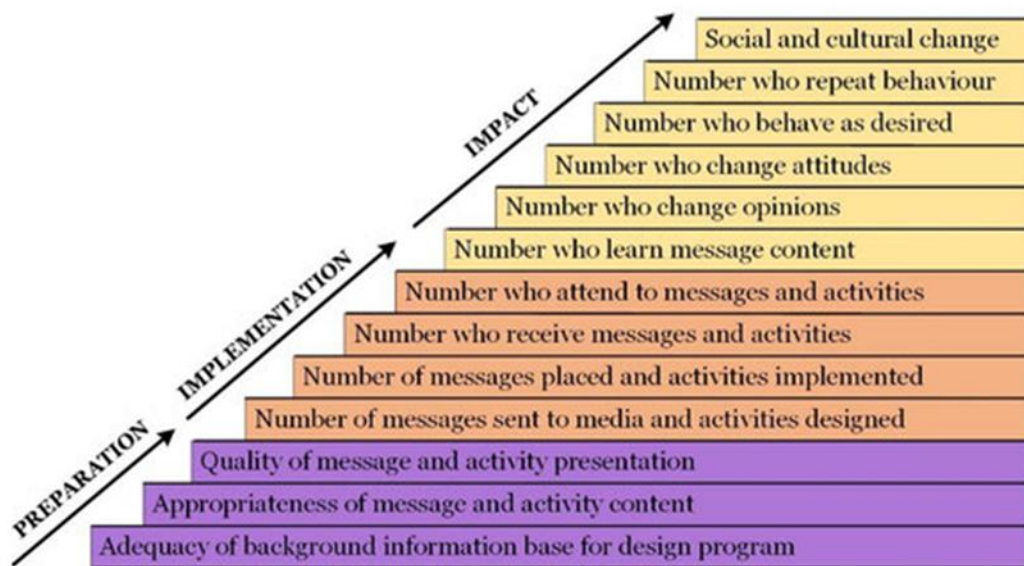 Social and cultural change
Number who repeat behaviour
Number who behave as desired
Number who change attitudes
Number who change opinions
Number who learn message content
Number who attend to messages and activities
Number who receive messages and activities
Number of messages placed and activities implemented
Number of messages sent to media and activities designed
Quality of message and activity presentation
Appropriateness of message and activity content
Adequacy of background information base for design program
IMPACT
IMPLEMENTATION
PREPARATION